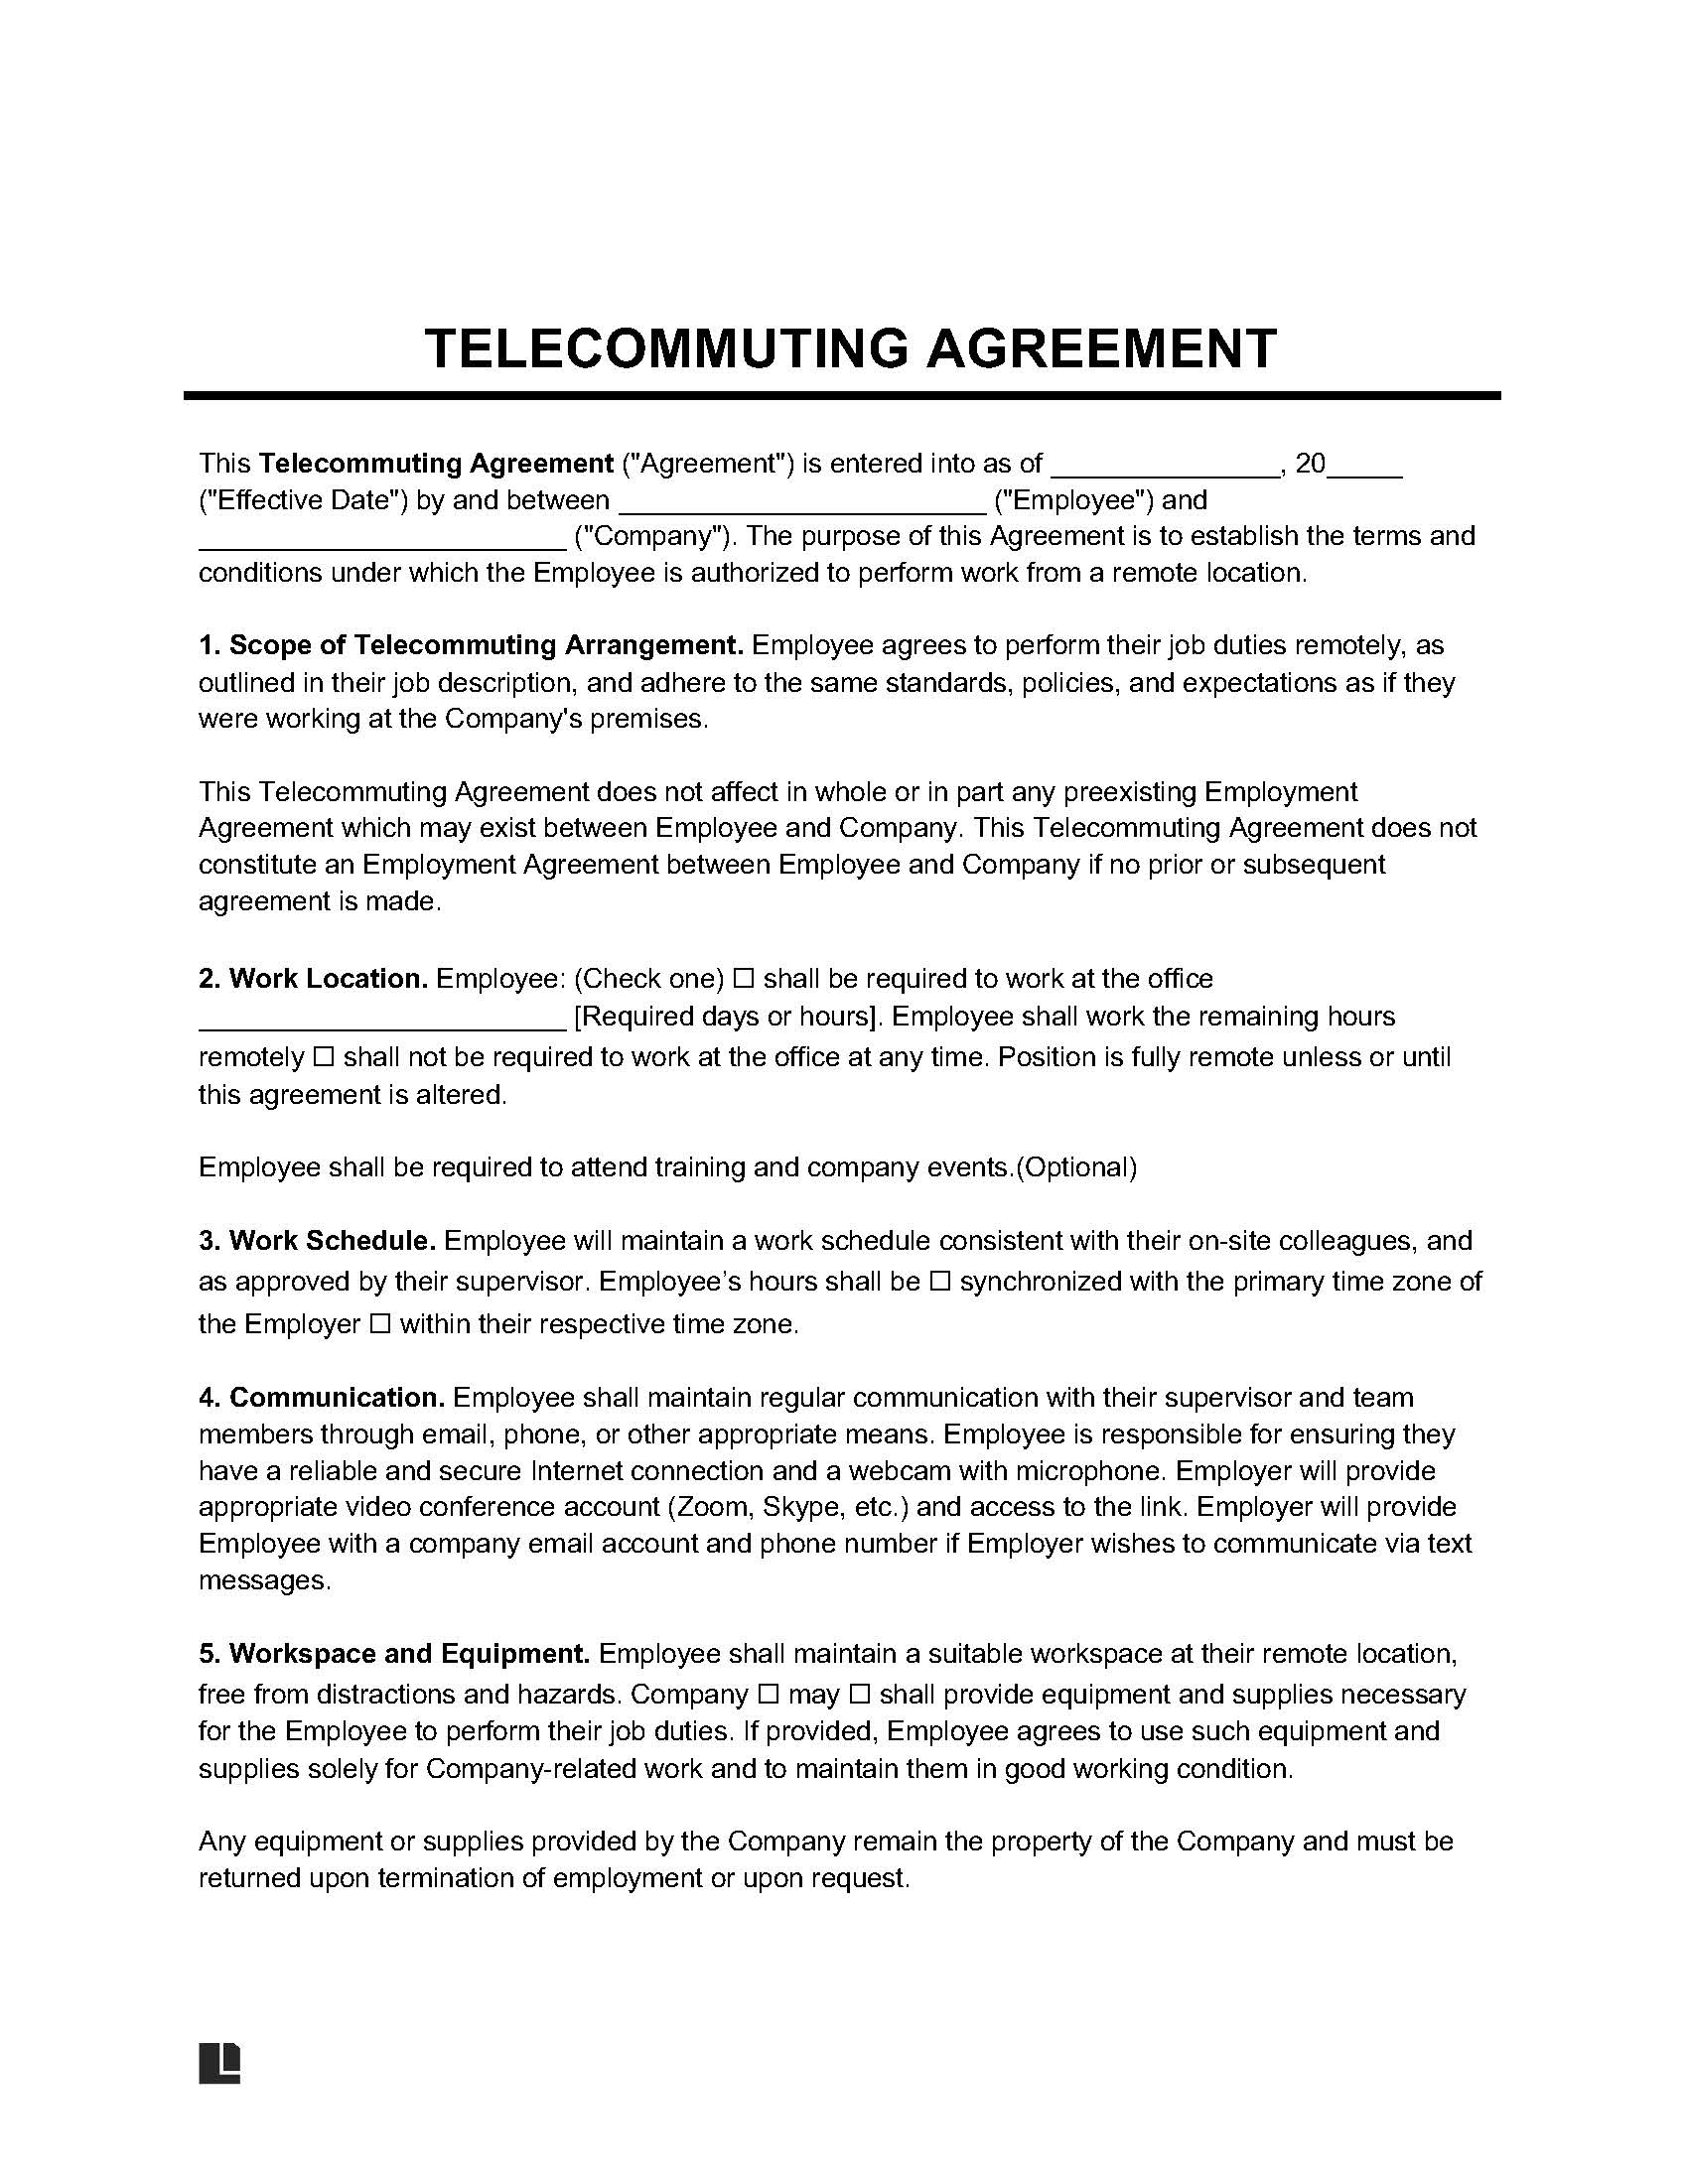 TELECOMMUTING AGREEMENT
This Telecommuting Agreement ("Agreement") is entered into as of _______________, 20_____
("Effective Date") by and between ________________________ ("Employee") and
________________________ ("Company"). The purpose of this Agreement is to establish the terms and
conditions under which the Employee is authorized to perform work from a remote location.
1. Scope of Telecommuting Arrangement. Employee agrees to perform their job duties remotely, as
outlined in their job description, and adhere to the same standards, policies, and expectations as if they
were working at the Company's premises.
This Telecommuting Agreement does not affect in whole or in part any preexisting Employment
Agreement which may exist between Employee and Company. This Telecommuting Agreement does not
constitute an Employment Agreement between Employee and Company if no prior or subsequent
agreement is made.
2. Work Location. Employee: (Check one) ☐ shall be required to work at the office
________________________ [Required days or hours]. Employee shall work the remaining hours
remotely ☐ shall not be required to work at the office at any time. Position is fully remote unless or until
this agreement is altered.
Employee shall be required to attend training and company events.(Optional)
3. Work Schedule. Employee will maintain a work schedule consistent with their on-site colleagues, and
as approved by their supervisor. Employee’s hours shall be ☐ synchronized with the primary time zone of
the Employer ☐ within their respective time zone.
4. Communication. Employee shall maintain regular communication with their supervisor and team
members through email, phone, or other appropriate means. Employee is responsible for ensuring they
have a reliable and secure Internet connection and a webcam with microphone. Employer will provide
appropriate video conference account (Zoom, Skype, etc.) and access to the link. Employer will provide
Employee with a company email account and phone number if Employer wishes to communicate via text
messages.
5. Workspace and Equipment. Employee shall maintain a suitable workspace at their remote location,
free from distractions and hazards. Company ☐ may ☐ shall provide equipment and supplies necessary
for the Employee to perform their job duties. If provided, Employee agrees to use such equipment and
supplies solely for Company-related work and to maintain them in good working condition.
Any equipment or supplies provided by the Company remain the property of the Company and must be
returned upon termination of employment or upon request.